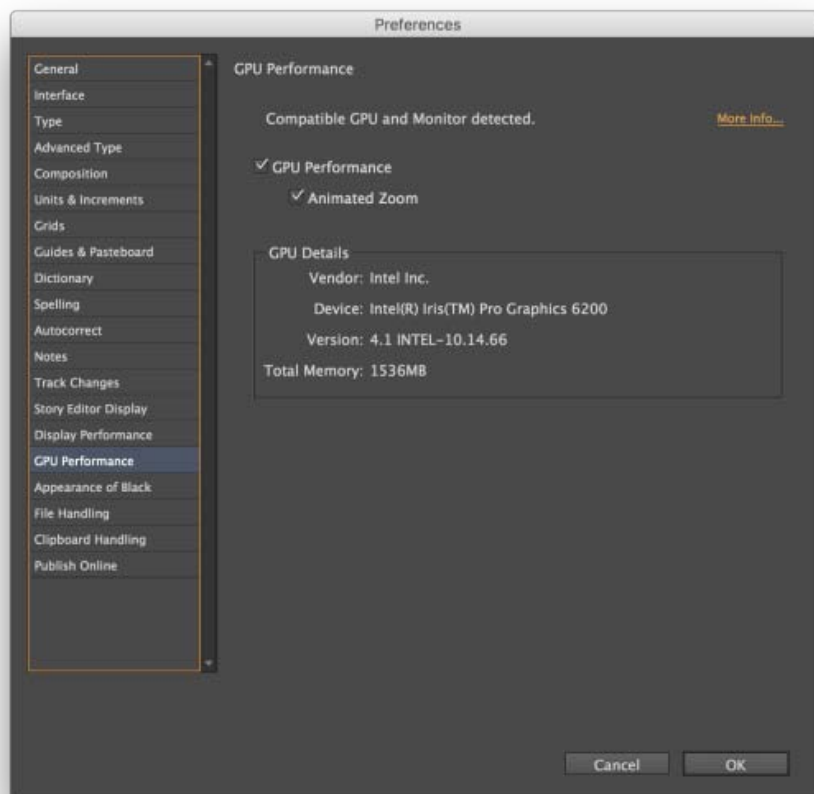 Preferences
General
Interface
Type
Advanced Type
Composition
Units & Increments
Grids
Guides & Pasteboard
Dictionary
Spelling
Autocorrect
Notes
Track Changes
Story Editor Display
Display Performance
GPU Performance
Appearance of Black
File Handling
Clipboard Handling
Publish Online
GPU Performance
Compatible GPU and Monitor detected.
More Info...
GPU Performance
Animated Zoom
GPU Details
Vendor: Intel Inc.
Device: Intel(R) Iris(TM) Pro Graphics 6200
Version: 4.1 INTEL-10.14.66
Total Memory: 1536MB
Cancel
OK